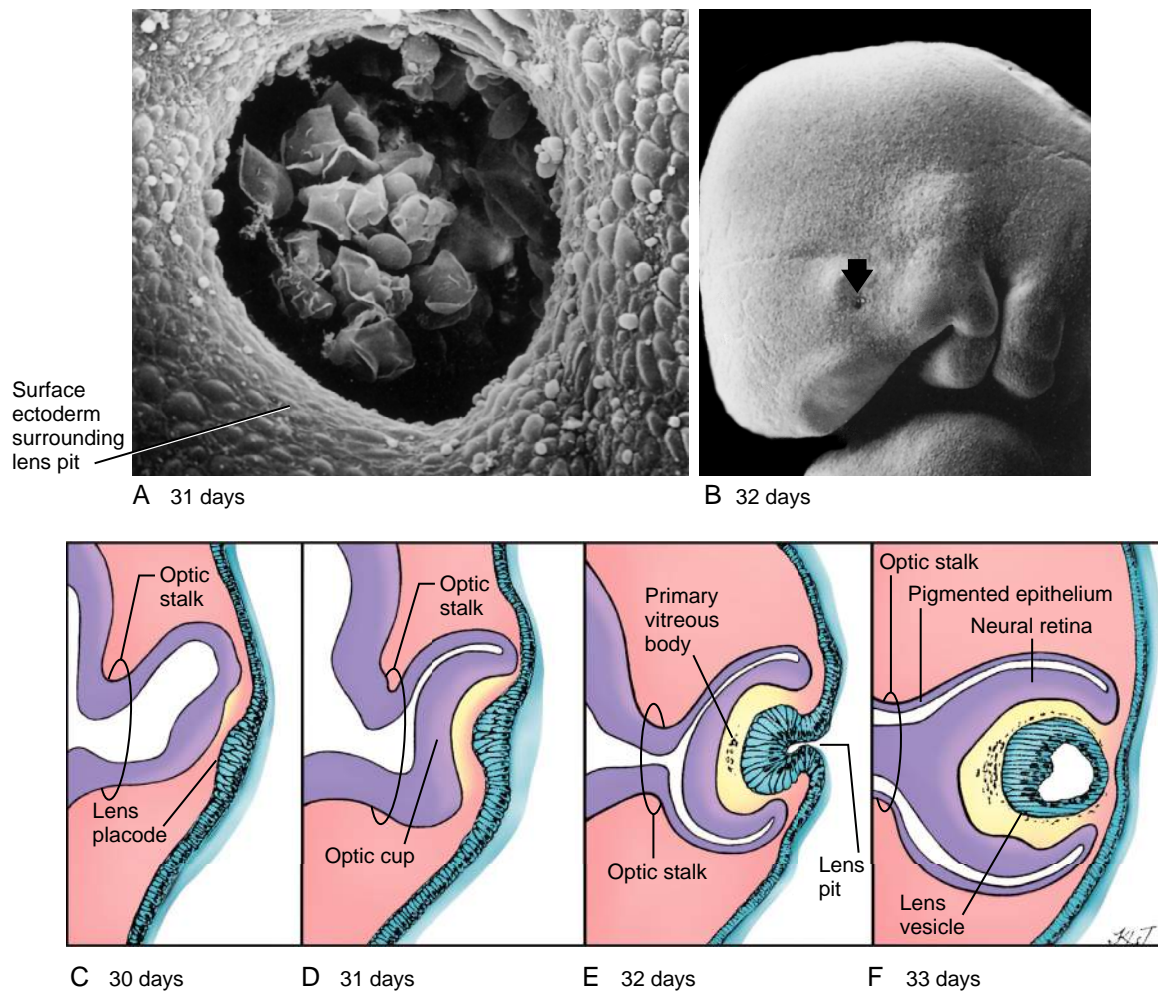 Surface
ectoderm
surrounding
lens pit
A 31 days
B 32 days
Optic
stalk
Lens
placode
Optic
stalk
Optic cup
Primary
vitreous
body
Optic stalk
Lens
pit
Optic stalk
Pigmented epithelium
Neural retina
Lens
vesicle
C 30 days
D 31 days
E 32 days
F 33 days